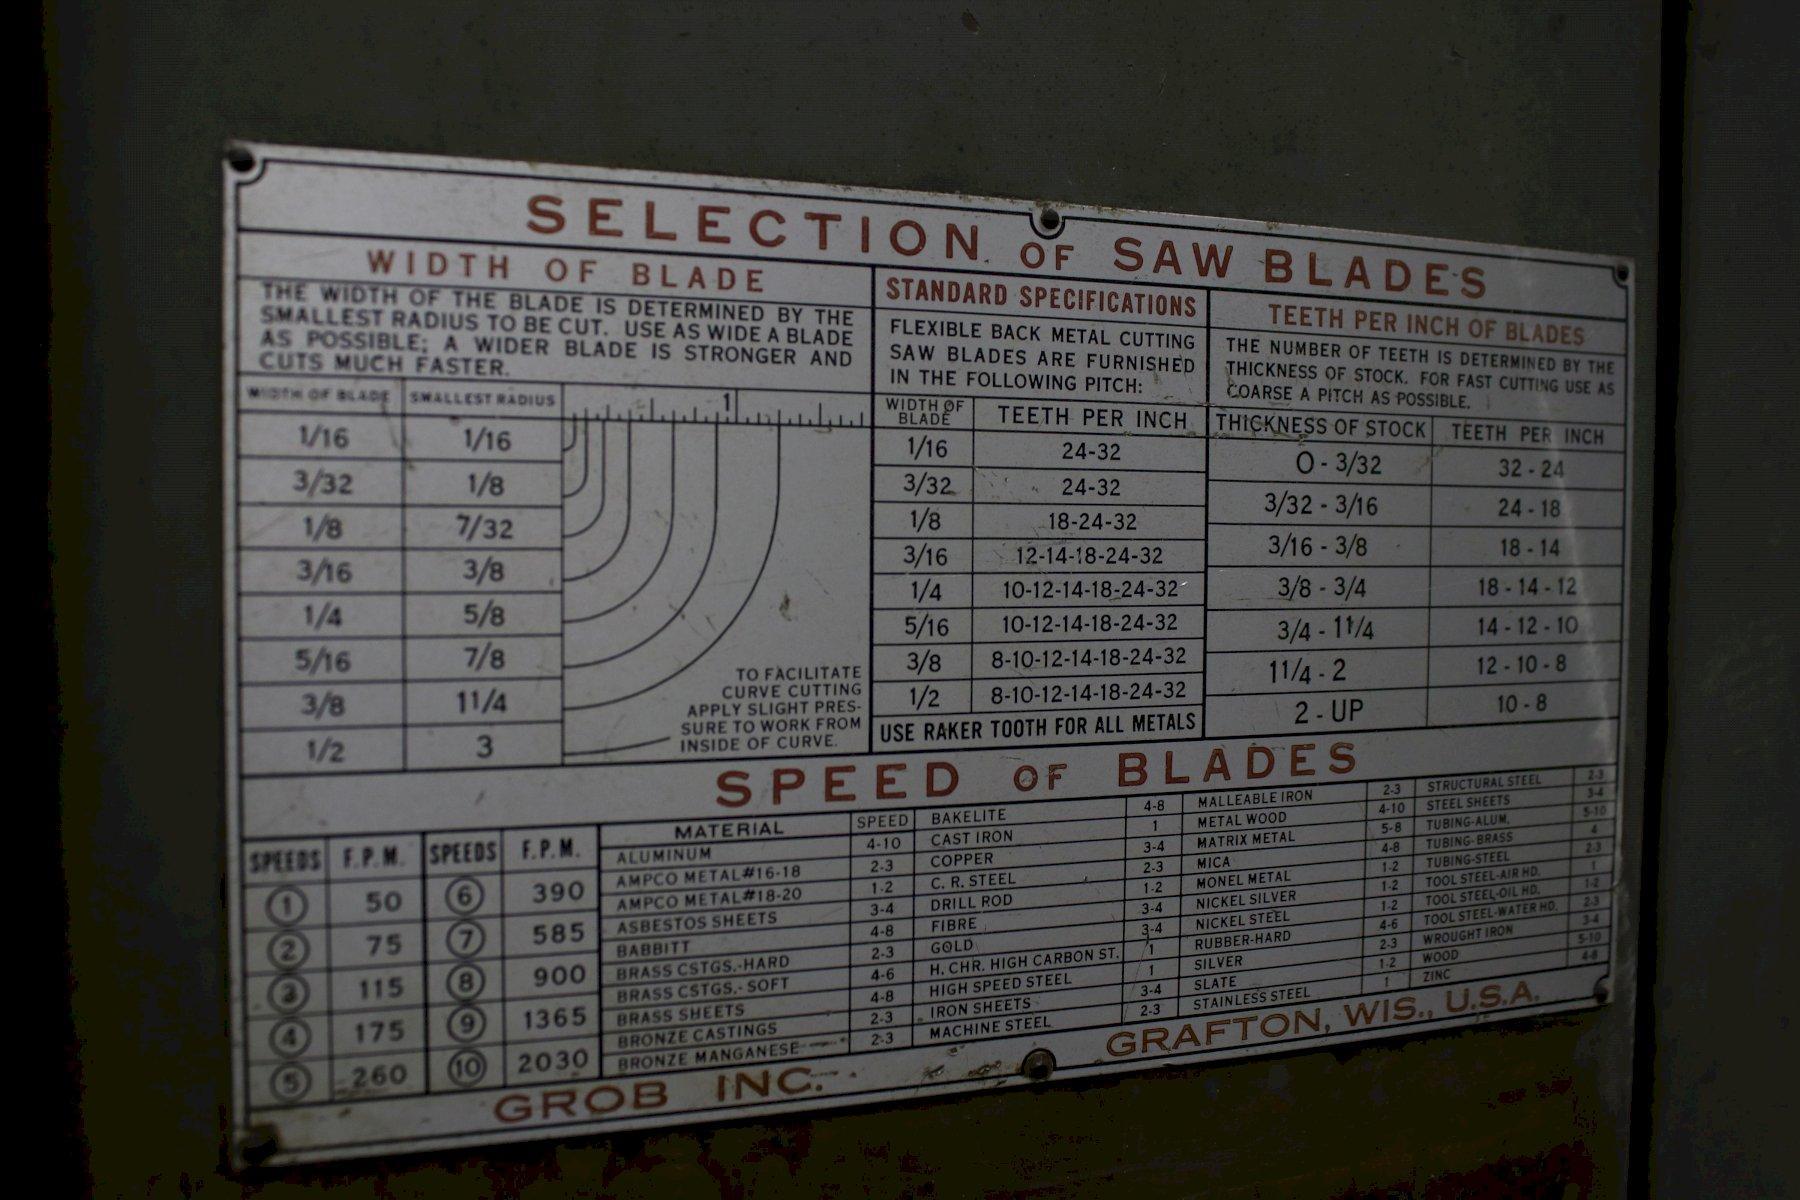 SELECTION OF SAW BLADES
WIDTH OF BLADE
THE WIDTH OF THE BLADE IS DETERMINED BY THE
SMALLEST RADIUS TO BE CUT. USE AS WIDE A BLADE
AS POSSIBLE; A WIDER BLADE IS STRONGER AND
CUTS MUCH FASTER.
WIDTH OF BLADE SMALLEST RADIUS 1
1/16 1/16
3/32 1/8
1/8 7/32
3/16 3/8
1/4 5/8
5/16 7/8
3/8 1 1/4
1/2 3
TO FACILITATE
CURVE CUTTING
APPLY SLIGHT PRES-
SURE TO WORK FROM
INSIDE OF CURVE.
STANDARD SPECIFICATIONS
FLEXIBLE BACK METAL CUTTING
SAW BLADES ARE FURNISHED
IN THE FOLLOWING PITCH:
WIDTH OF
BLADE
TEETH PER INCH
1/16 24-32
3/32 24-32
1/8 18-24-32
3/16 12-14-18-24-32
1/4 10-12-14-18-24-32
5/16 10-12-14-18-24-32
3/8 8-10-12-14-18-24-32
1/2 8-10-12-14-18-24-32
USE RAKER TOOTH FOR ALL METALS
TEETH PER INCH OF BLADES
THE NUMBER OF TEETH IS DETERMINED BY THE
THICKNESS OF STOCK. FOR FAST CUTTING USE AS
COARSE A PITCH AS POSSIBLE.
THICKNESS OF STOCK TEETH PER INCH
0 - 3/32 32 - 24
3/32 - 3/16 24 - 18
3/16 - 3/8 18 - 14
3/8 - 3/4 18 - 14 - 12
3/4 - 1 1/4 14 - 12 - 10
1 1/4 - 2 12 - 10 - 8
2 - UP 10 - 8
SPEED OF BLADES
SPEEDS F.P.M. SPEEDS F.P.M.
1 50 6 390
2 75 7 585
3 115 8 900
4 175 9 1365
5 260 10 2030
MATERIAL SPEED
ALUMINUM 4-10
AMPCO METAL #16-18 2-3
AMPCO METAL #18-20 1-2
ASBESTOS SHEETS 3-4
BABBITT 4-8
BRASS CSTGS.-HARD 2-3
BRASS CSTGS.-SOFT 4-6
BRASS SHEETS 4-8
BRONZE CASTINGS 2-3
BRONZE MANGANESE 2-3
BAKELITE 4-8
CAST IRON 1
COPPER 3-4
C. R. STEEL 2-3
DRILL ROD 1-2
FIBRE 3-4
GOLD 3-4
H. CHR. HIGH CARBON ST. 1
HIGH SPEED STEEL 1
IRON SHEETS 3-4
MACHINE STEEL 2-3
MALLEABLE IRON 2-3
METAL WOOD 4-10
MATRIX METAL 5-8
MICA 4-8
MONEL METAL 1-2
NICKEL SILVER 1-2
NICKEL STEEL 1-2
RUBBER-HARD 4-6
SILVER 2-3
SLATE 1-2
STAINLESS STEEL 1
STRUCTURAL STEEL 2-3
STEEL SHEETS 3-4
TUBING-ALUM. 5-10
TUBING-BRASS 4
TUBING-STEEL 2-3
TOOL STEEL-AIR HD. 1
TOOL STEEL-OIL HD. 1-2
TOOL STEEL-WATER HD. 2-3
WROUGHT IRON 3-4
WOOD 5-10
ZINC 4-8
GROB INC. GRAFTON, WIS., U.S.A.